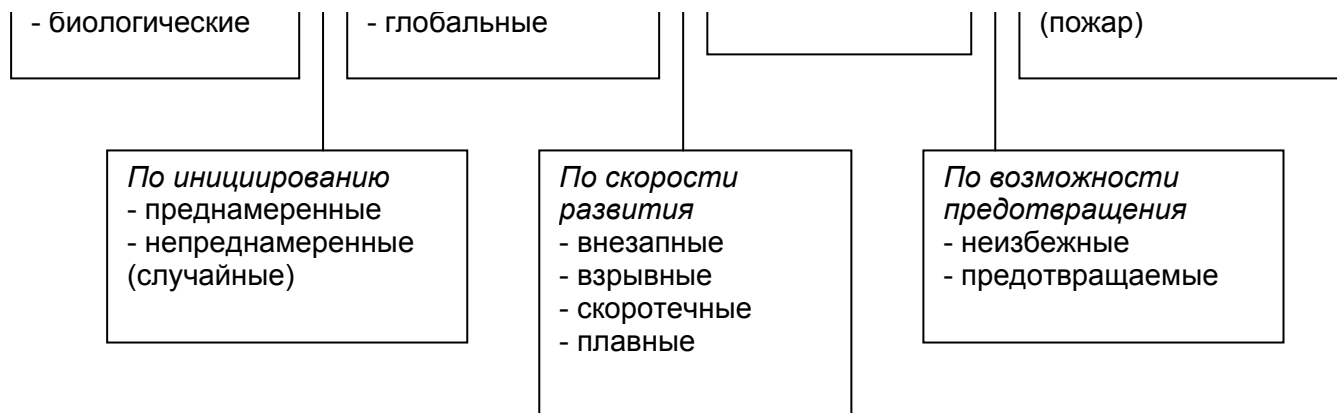 - биологические
- глобальные
(пожар)
По инициированию
- преднамеренные
- непреднамеренные
(случайные)
По скорости
развития
- внезапные
- взрывные
- скоротечные
- плавные
По возможности
предотвращения
- неизбежные
- предотвращаемые